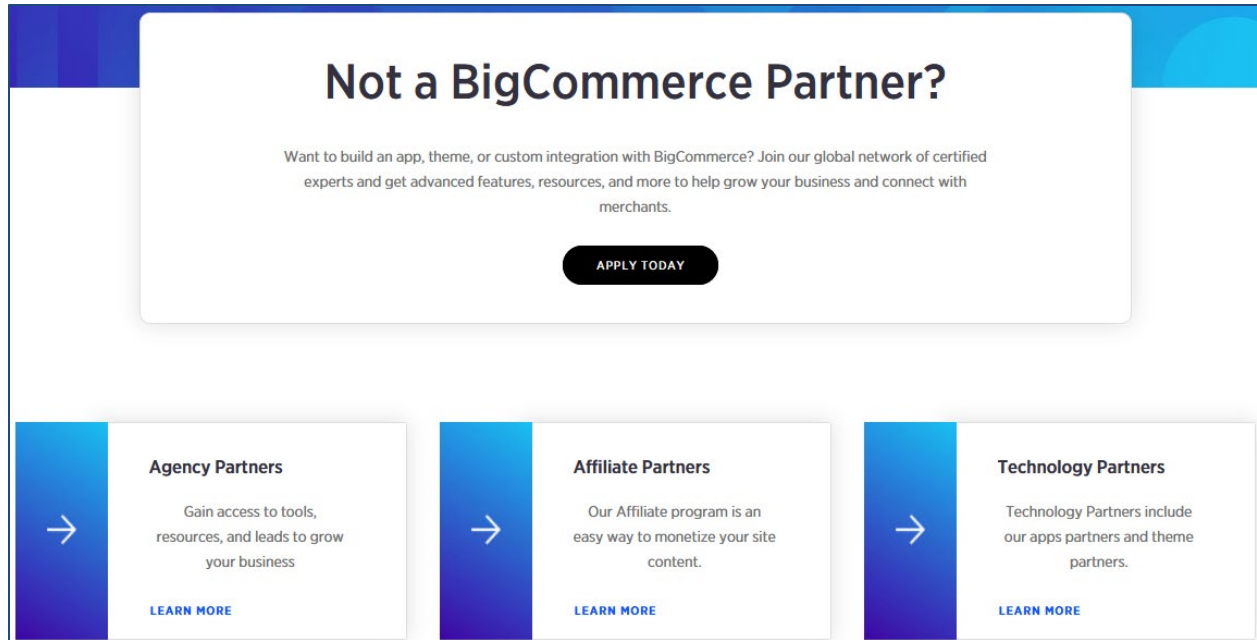 Not a BigCommerce Partner?
Want to build an app, theme, or custom integration with BigCommerce? Join our global network of certified
experts and get advanced features, resources, and more to help grow your business and connect with
merchants.
APPLY TODAY
Agency Partners
Gain access to tools,
resources, and leads to grow
your business
LEARN MORE
Affiliate Partners
Our Affiliate program is an
easy way to monetize your site
content.
LEARN MORE
Technology Partners
Technology Partners include
our apps partners and theme
partners.
LEARN MORE